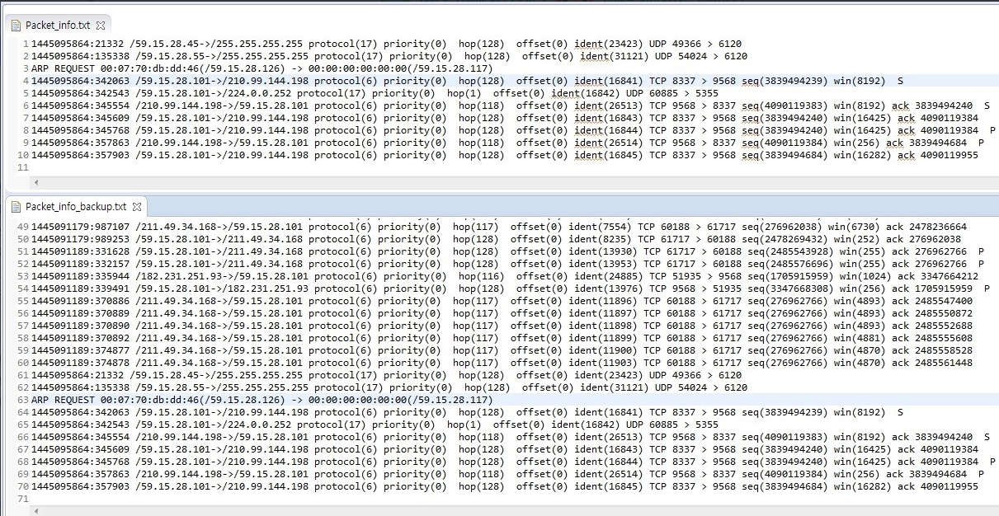 Packet_info.txt
1 1445095864:21332 /59.15.28.45->/255.255.255.255 protocol(17) priority(0)  hop(128)  offset(0) ident(23423) UDP 49366 > 6120
2 1445095864:135338 /59.15.28.55->/255.255.255.255 protocol(17) priority(0)  hop(128)  offset(0) ident(31121) UDP 54024 > 6120
3 ARP REQUEST 00:07:70:db:dd:46(/59.15.28.126) -> 00:00:00:00:00:00(/59.15.28.117)
4 1445095864:342063 /59.15.28.101->/210.99.144.198 protocol(6) priority(0)  hop(128)  offset(0) ident(16841) TCP 8337 > 9568 seq(3839494239) win(8192)  S
5 1445095864:342543 /59.15.28.101->/224.0.0.252 protocol(17) priority(0)  hop(1)  offset(0) ident(16842) UDP 60885 > 5355
6 1445095864:345554 /210.99.144.198->/59.15.28.101 protocol(6) priority(0)  hop(118)  offset(0) ident(26513) TCP 9568 > 8337 seq(4090119383) win(8192) ack 3839494240  S
7 1445095864:345609 /59.15.28.101->/210.99.144.198 protocol(6) priority(0)  hop(128)  offset(0) ident(16843) TCP 8337 > 9568 seq(3839494240) win(16425) ack 4090119384
8 1445095864:345768 /59.15.28.101->/210.99.144.198 protocol(6) priority(0)  hop(128)  offset(0) ident(16844) TCP 8337 > 9568 seq(3839494240) win(16425) ack 4090119384  P
9 1445095864:357863 /210.99.144.198->/59.15.28.101 protocol(6) priority(0)  hop(118)  offset(0) ident(26514) TCP 9568 > 8337 seq(4090119384) win(256) ack 3839494684  P
10 1445095864:357903 /59.15.28.101->/210.99.144.198 protocol(6) priority(0)  hop(128)  offset(0) ident(16845) TCP 8337 > 9568 seq(3839494684) win(16282) ack 4090119955
11
Packet_info_backup.txt
49 1445091179:987107 /211.49.34.168->/59.15.28.101 protocol(6) priority(0)  hop(117)  offset(0) ident(7554) TCP 60188 > 61717 seq(276962038) win(6730) ack 2478236664
50 1445091179:989253 /59.15.28.101->/211.49.34.168 protocol(6) priority(0)  hop(128)  offset(0) ident(8235) TCP 61717 > 60188 seq(2478269432) win(252) ack 276962038
51 1445091189:331628 /59.15.28.101->/211.49.34.168 protocol(6) priority(0)  hop(128)  offset(0) ident(13930) TCP 61717 > 60188 seq(2485543928) win(255) ack 276962766  P
52 1445091189:332157 /59.15.28.101->/211.49.34.168 protocol(6) priority(0)  hop(128)  offset(0) ident(13953) TCP 61717 > 60188 seq(2485576696) win(255) ack 276962766  P
53 1445091189:335944 /182.231.251.93->/59.15.28.101 protocol(6) priority(0)  hop(116)  offset(0) ident(24885) TCP 51935 > 9568 seq(1705915959) win(1024) ack 3347664212
54 1445091189:339491 /59.15.28.101->/182.231.251.93 protocol(6) priority(0)  hop(128)  offset(0) ident(13976) TCP 9568 > 51935 seq(3347668308) win(256) ack 1705915959  P
55 1445091189:370886 /211.49.34.168->/59.15.28.101 protocol(6) priority(0)  hop(117)  offset(0) ident(11896) TCP 60188 > 61717 seq(276962766) win(4893) ack 2485547400
56 1445091189:370889 /211.49.34.168->/59.15.28.101 protocol(6) priority(0)  hop(117)  offset(0) ident(11897) TCP 60188 > 61717 seq(276962766) win(4893) ack 2485550872
57 1445091189:370890 /211.49.34.168->/59.15.28.101 protocol(6) priority(0)  hop(117)  offset(0) ident(11898) TCP 60188 > 61717 seq(276962766) win(4893) ack 2485552688
58 1445091189:370892 /211.49.34.168->/59.15.28.101 protocol(6) priority(0)  hop(117)  offset(0) ident(11899) TCP 60188 > 61717 seq(276962766) win(4881) ack 2485555608
59 1445091189:374877 /211.49.34.168->/59.15.28.101 protocol(6) priority(0)  hop(117)  offset(0) ident(11900) TCP 60188 > 61717 seq(276962766) win(4870) ack 2485558528
60 1445091189:374878 /211.49.34.168->/59.15.28.101 protocol(6) priority(0)  hop(117)  offset(0) ident(11903) TCP 60188 > 61717 seq(276962766) win(4870) ack 2485561448
61 1445095864:21332 /59.15.28.45->/255.255.255.255 protocol(17) priority(0)  hop(128)  offset(0) ident(23423) UDP 49366 > 6120
62 1445095864:135338 /59.15.28.55->/255.255.255.255 protocol(17) priority(0)  hop(128)  offset(0) ident(31121) UDP 54024 > 6120
63 ARP REQUEST 00:07:70:db:dd:46(/59.15.28.126) -> 00:00:00:00:00:00(/59.15.28.117)
64 1445095864:342063 /59.15.28.101->/210.99.144.198 protocol(6) priority(0)  hop(128)  offset(0) ident(16841) TCP 8337 > 9568 seq(3839494239) win(8192)  S
65 1445095864:342543 /59.15.28.101->/224.0.0.252 protocol(17) priority(0)  hop(1)  offset(0) ident(16842) UDP 60885 > 5355
66 1445095864:345554 /210.99.144.198->/59.15.28.101 protocol(6) priority(0)  hop(118)  offset(0) ident(26513) TCP 9568 > 8337 seq(4090119383) win(8192) ack 3839494240  S
67 1445095864:345609 /59.15.28.101->/210.99.144.198 protocol(6) priority(0)  hop(128)  offset(0) ident(16843) TCP 8337 > 9568 seq(3839494240) win(16425) ack 4090119384
68 1445095864:345768 /59.15.28.101->/210.99.144.198 protocol(6) priority(0)  hop(128)  offset(0) ident(16844) TCP 8337 > 9568 seq(3839494240) win(16425) ack 4090119384  P
69 1445095864:357863 /210.99.144.198->/59.15.28.101 protocol(6) priority(0)  hop(118)  offset(0) ident(26514) TCP 9568 > 8337 seq(4090119384) win(256) ack 3839494684  P
70 1445095864:357903 /59.15.28.101->/210.99.144.198 protocol(6) priority(0)  hop(128)  offset(0) ident(16845) TCP 8337 > 9568 seq(3839494684) win(16282) ack 4090119955
71